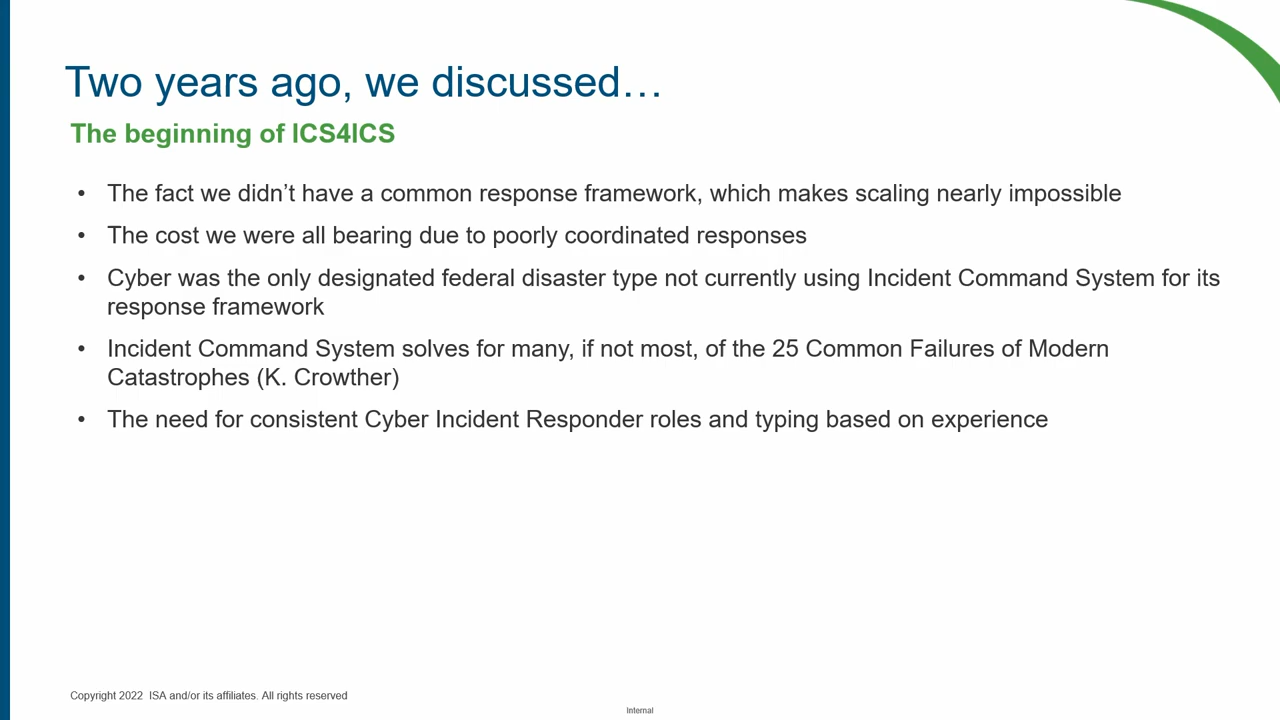 Two years ago, we discussed…
The beginning of ICS4ICS
• The fact we didn’t have a common response framework, which makes scaling nearly impossible
• The cost we were all bearing due to poorly coordinated responses
• Cyber was the only designated federal disaster type not currently using Incident Command System for its
response framework
• Incident Command System solves for many, if not most, of the 25 Common Failures of Modern
Catastrophes (K. Crowther)
• The need for consistent Cyber Incident Responder roles and typing based on experience
Copyright 2022 ISA and/or its affiliates. All rights reserved
Internal